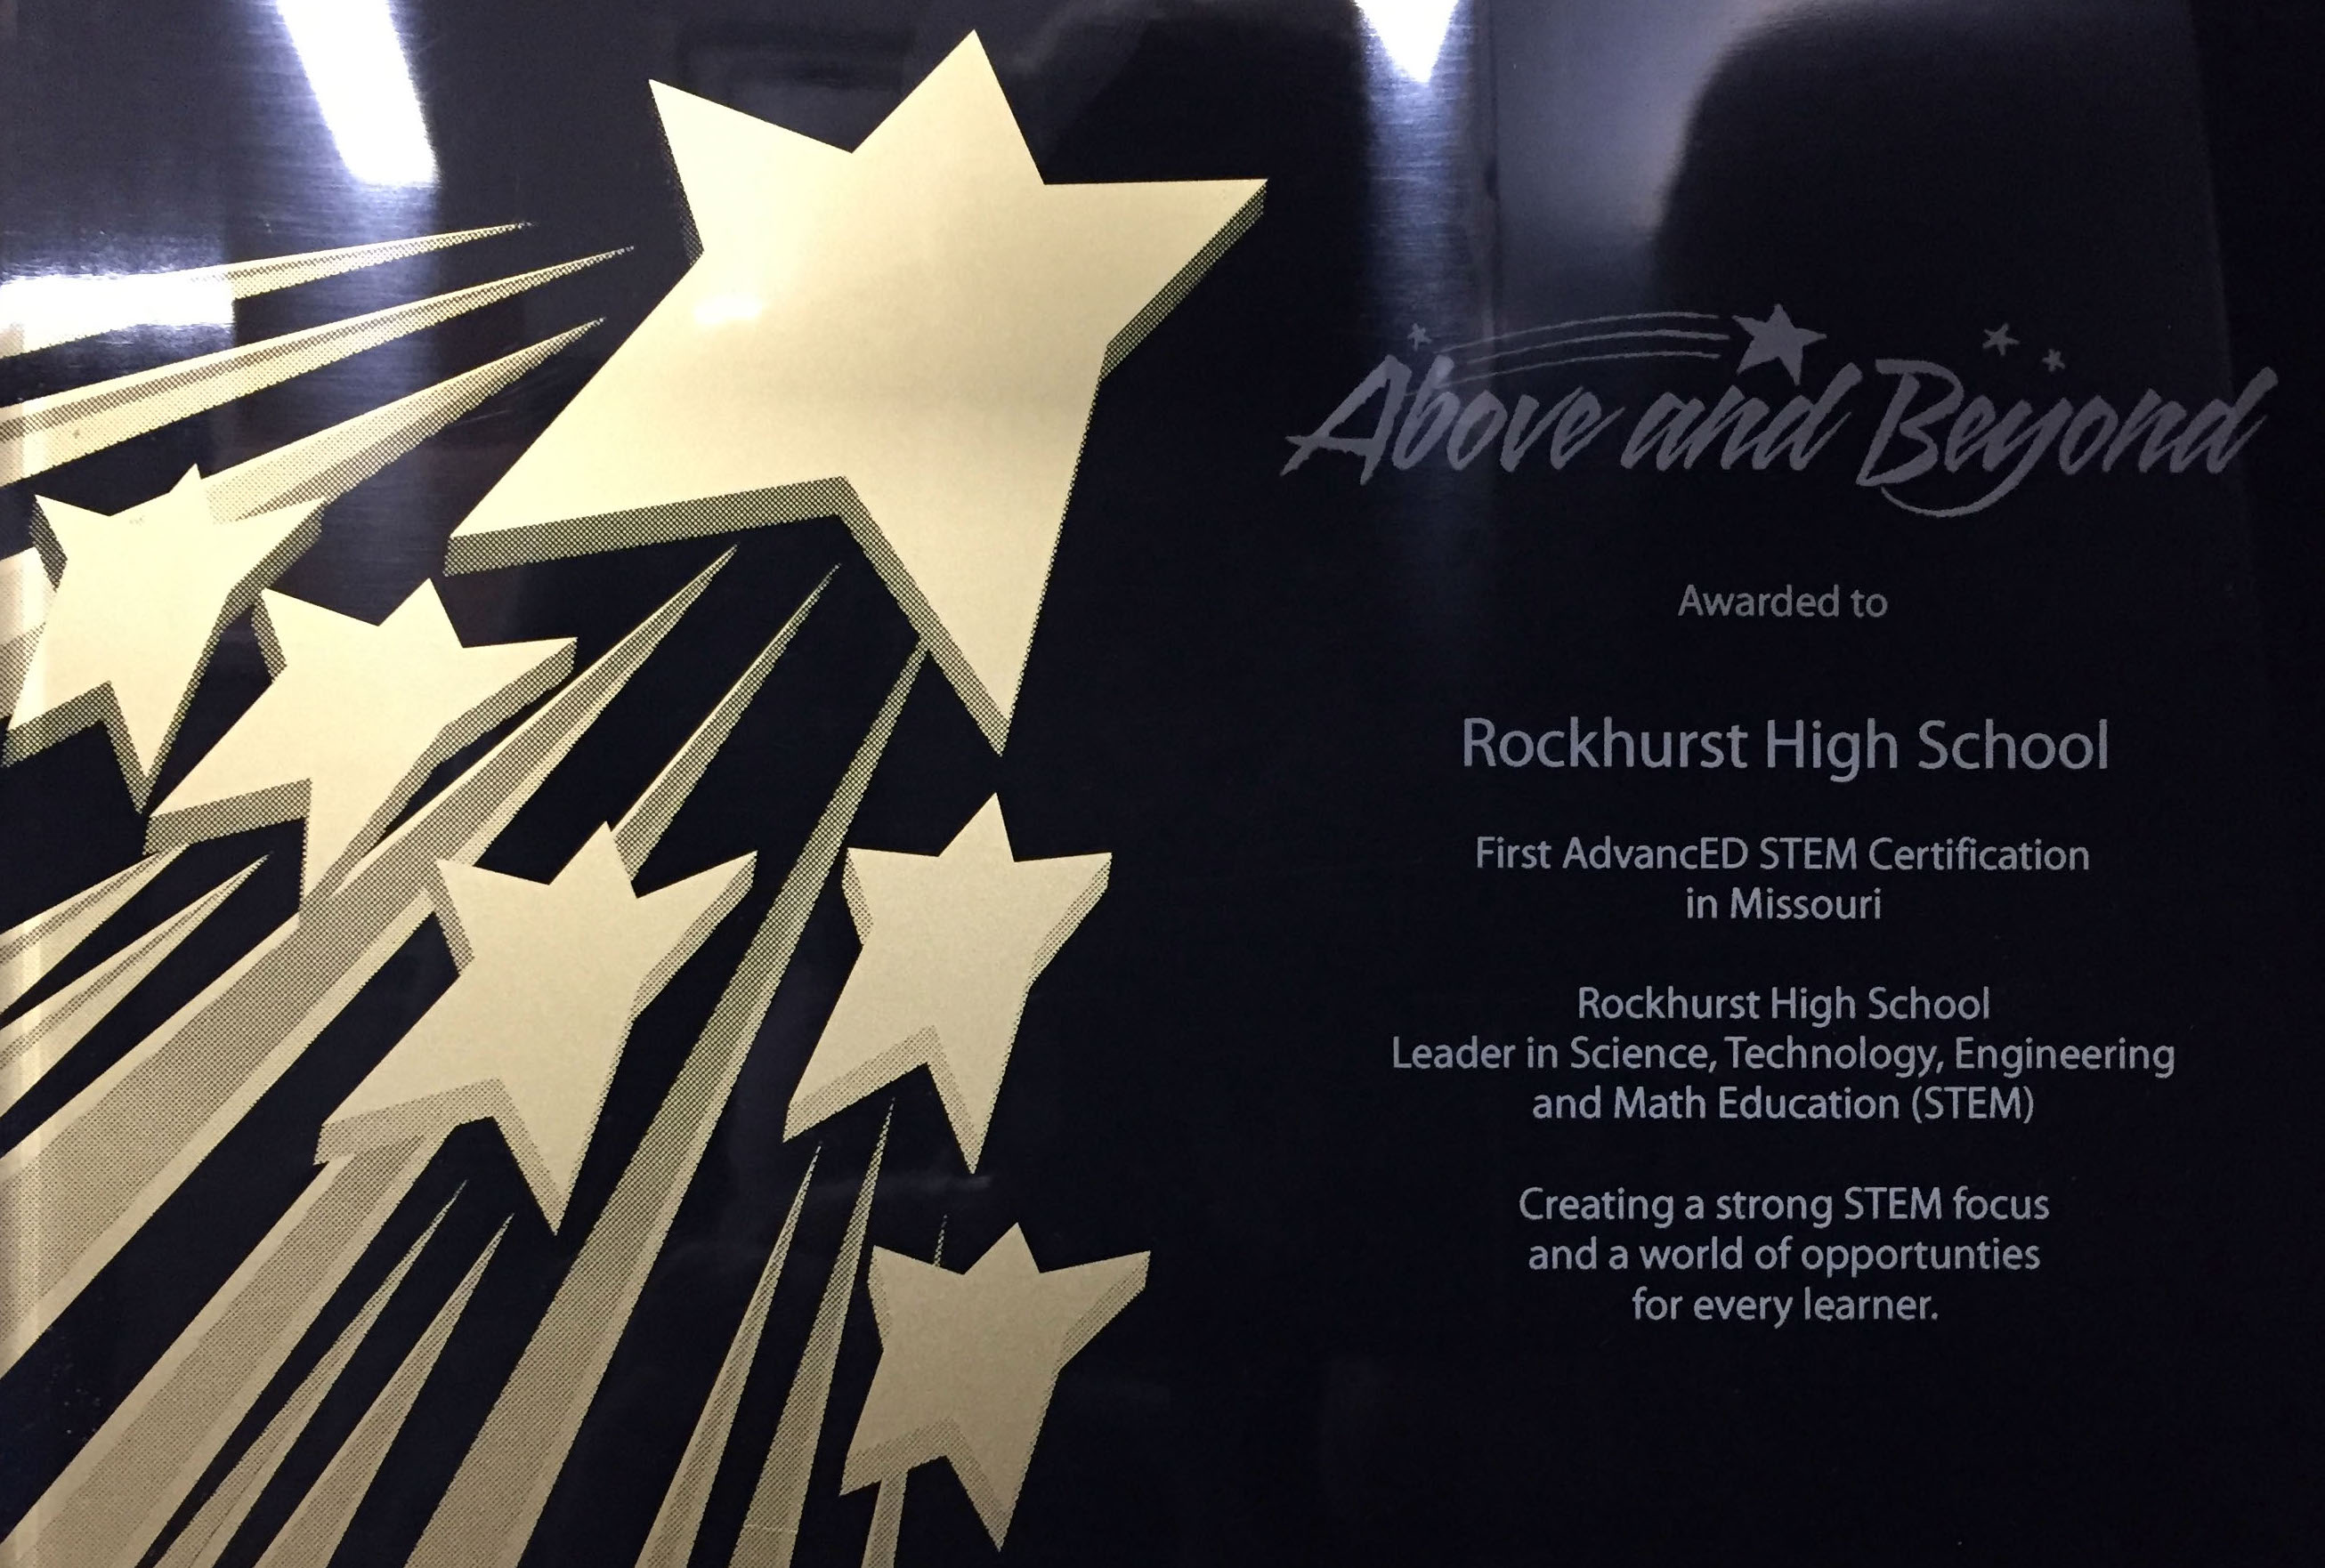 Above and Beyond
Awarded to
Rockhurst High School
First AdvancED STEM Certification
in Missouri
Rockhurst High School
Leader in Science, Technology, Engineering
and Math Education (STEM)
Creating a strong STEM focus
and a world of opportunties
for every learner.